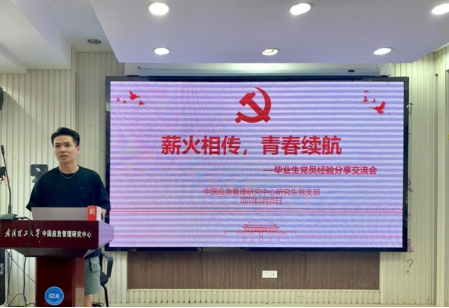 薪火相传，青春续航
---毕业生党员经验分享交流会
中国应急管理研究中心研究生党支部
武汉理工大学 中国应急管理研究中心